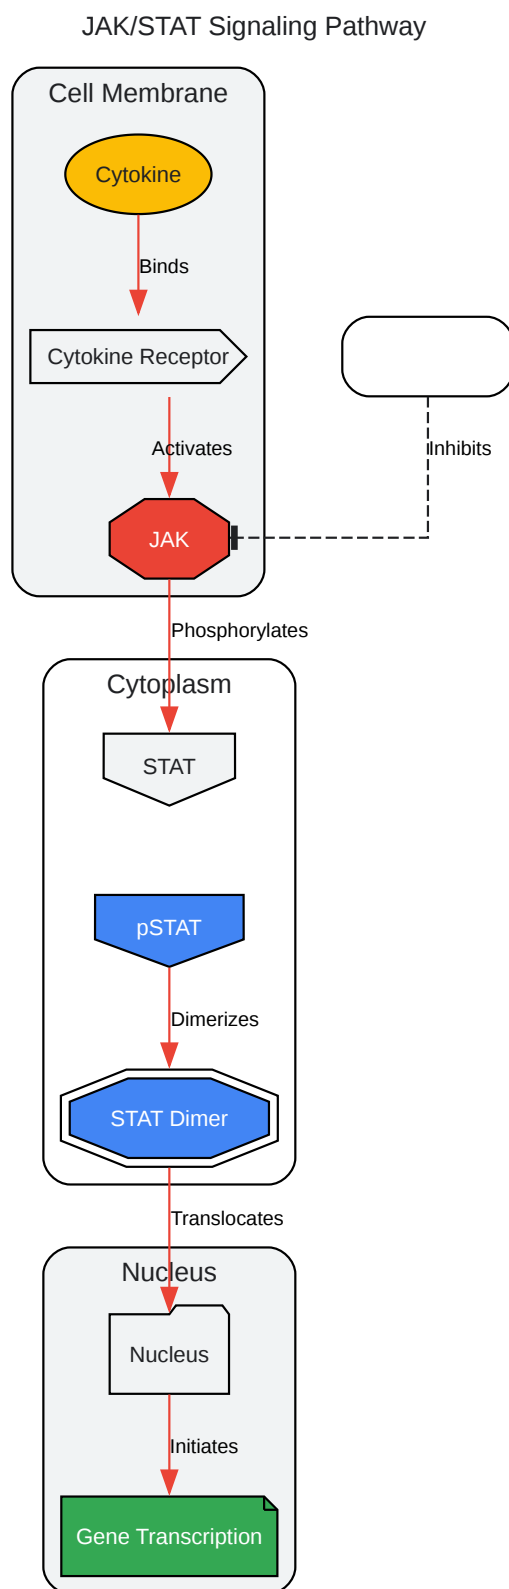 JAK/STAT Signaling Pathway
Cell Membrane
Cytokine
Binds
Cytokine Receptor
Activates
Inhibits
JAK
Phosphorylates
Cytoplasm
STAT
pSTAT
Dimerizes
STAT Dimer
Translocates
Nucleus
Nucleus
Initiates
Gene Transcription